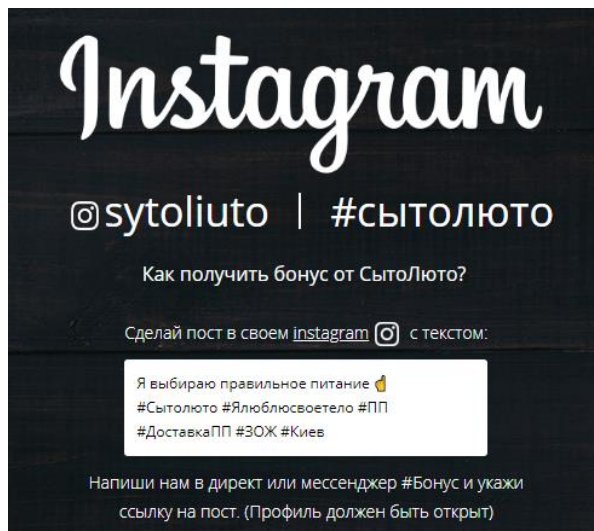 Instagram
sytoliuto | #сытолюто
Как получить бонус от СытоЛюто?
Сделай пост в своем instagram с текстом:
Я выбираю правильное питание ☝
#Сытолюто #Ялюблюсвоетело #ПП
#ДоставкаПП #ЗОЖ #Киев
Напиши нам в директ или мессенджер #Бонус и укажи
ссылку на пост. (Профиль должен быть открыт)